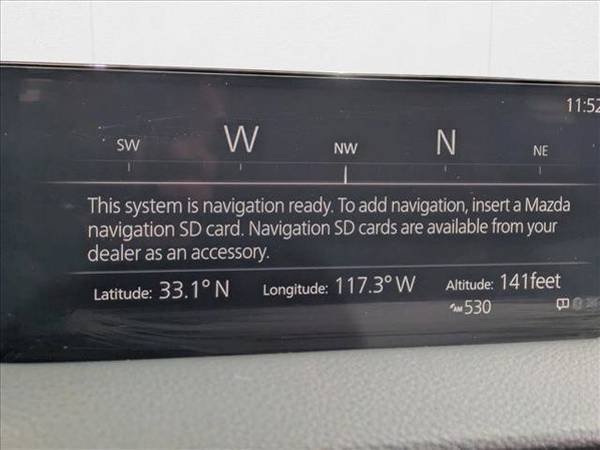 11:52
SW W NW N NE
This system is navigation ready. To add navigation, insert a Mazda
navigation SD card. Navigation SD cards are available from your
dealer as an accessory.
Latitude: 33.1°N Longitude: 117.3°W Altitude: 141feet
AM 530